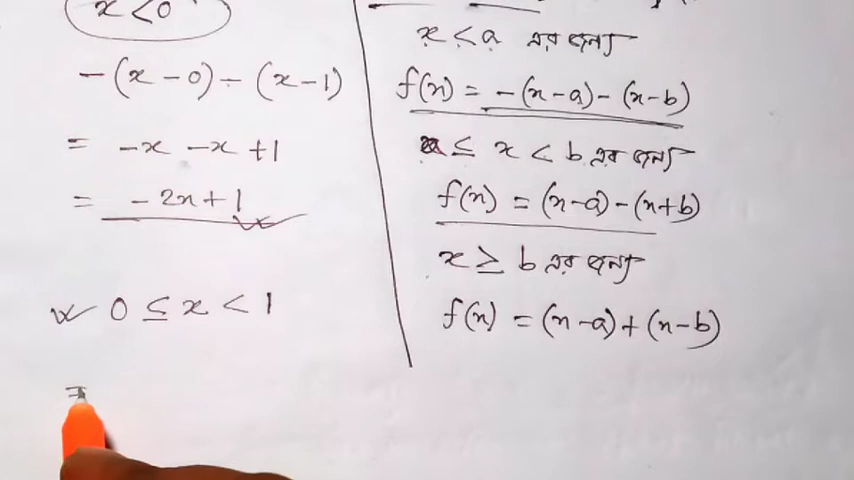 x < 0
-(x-0) - (x-1)
= -x -x +1
= -2x+1
0 ≤ x < 1
=
x < a এর জন্য
f(x) = -(x-a) - (x-b)
a ≤ x < b এর জন্য
f(x) = (x-a) - (x+b)
x ≥ b এর জন্য
f(x) = (x-a) + (x-b)